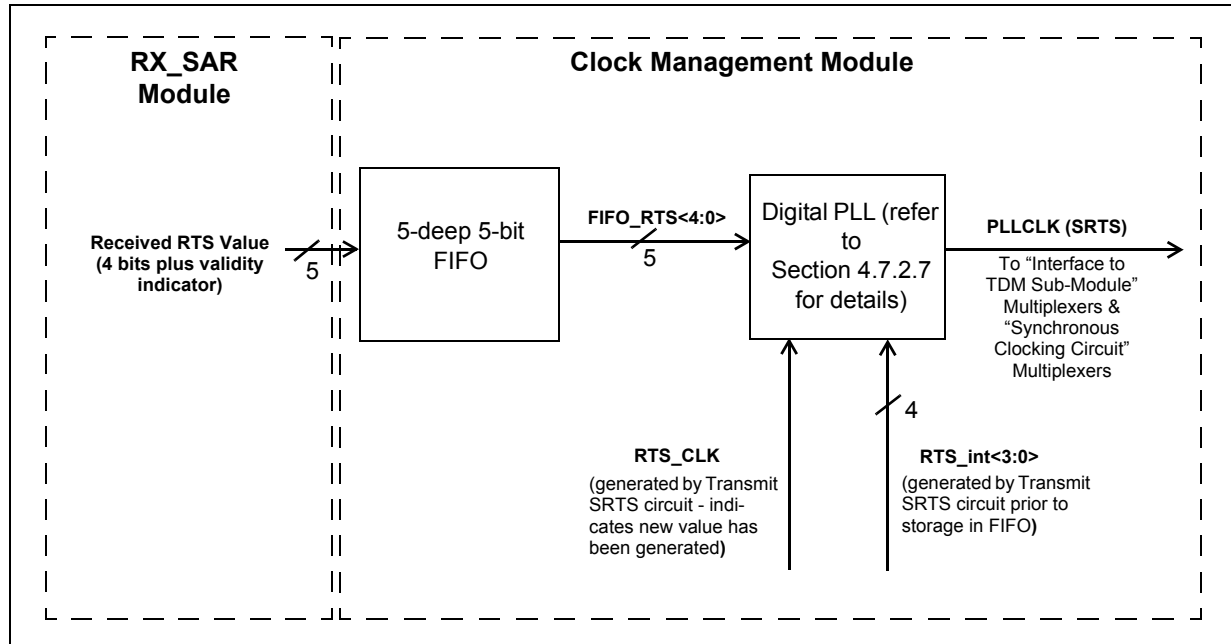 RX_SAR
Module
Clock Management Module
Received RTS Value
(4 bits plus validity
indicator)
5
5-deep 5-bit
FIFO
FIFO_RTS<4:0>
5
Digital PLL (refer
to
Section 4.7.2.7
for details)
PLLCLK (SRTS)
To “Interface to
TDM Sub-Module”
Multiplexers &
“Synchronous
Clocking Circuit”
Multiplexers
4
RTS_CLK
(generated by Transmit
SRTS circuit - indi-
cates new value has
been generated)
RTS_int<3:0>
(generated by Transmit
SRTS circuit prior to
storage in FIFO)